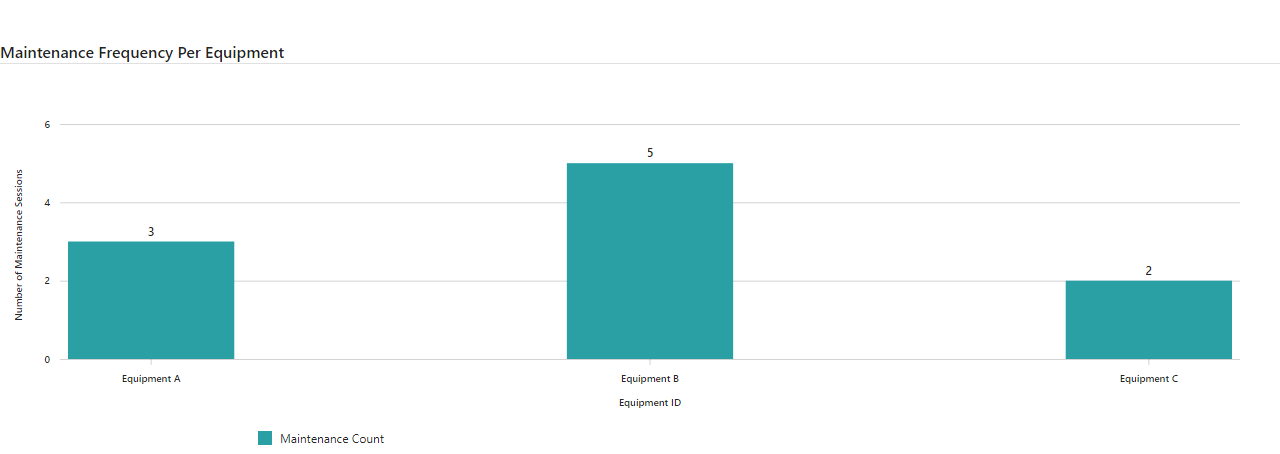 Maintenance Frequency Per Equipment
Number of Maintenance Sessions
6
4
2
0
3
5
2
Equipment A
Equipment B
Equipment C
Equipment ID
Maintenance Count